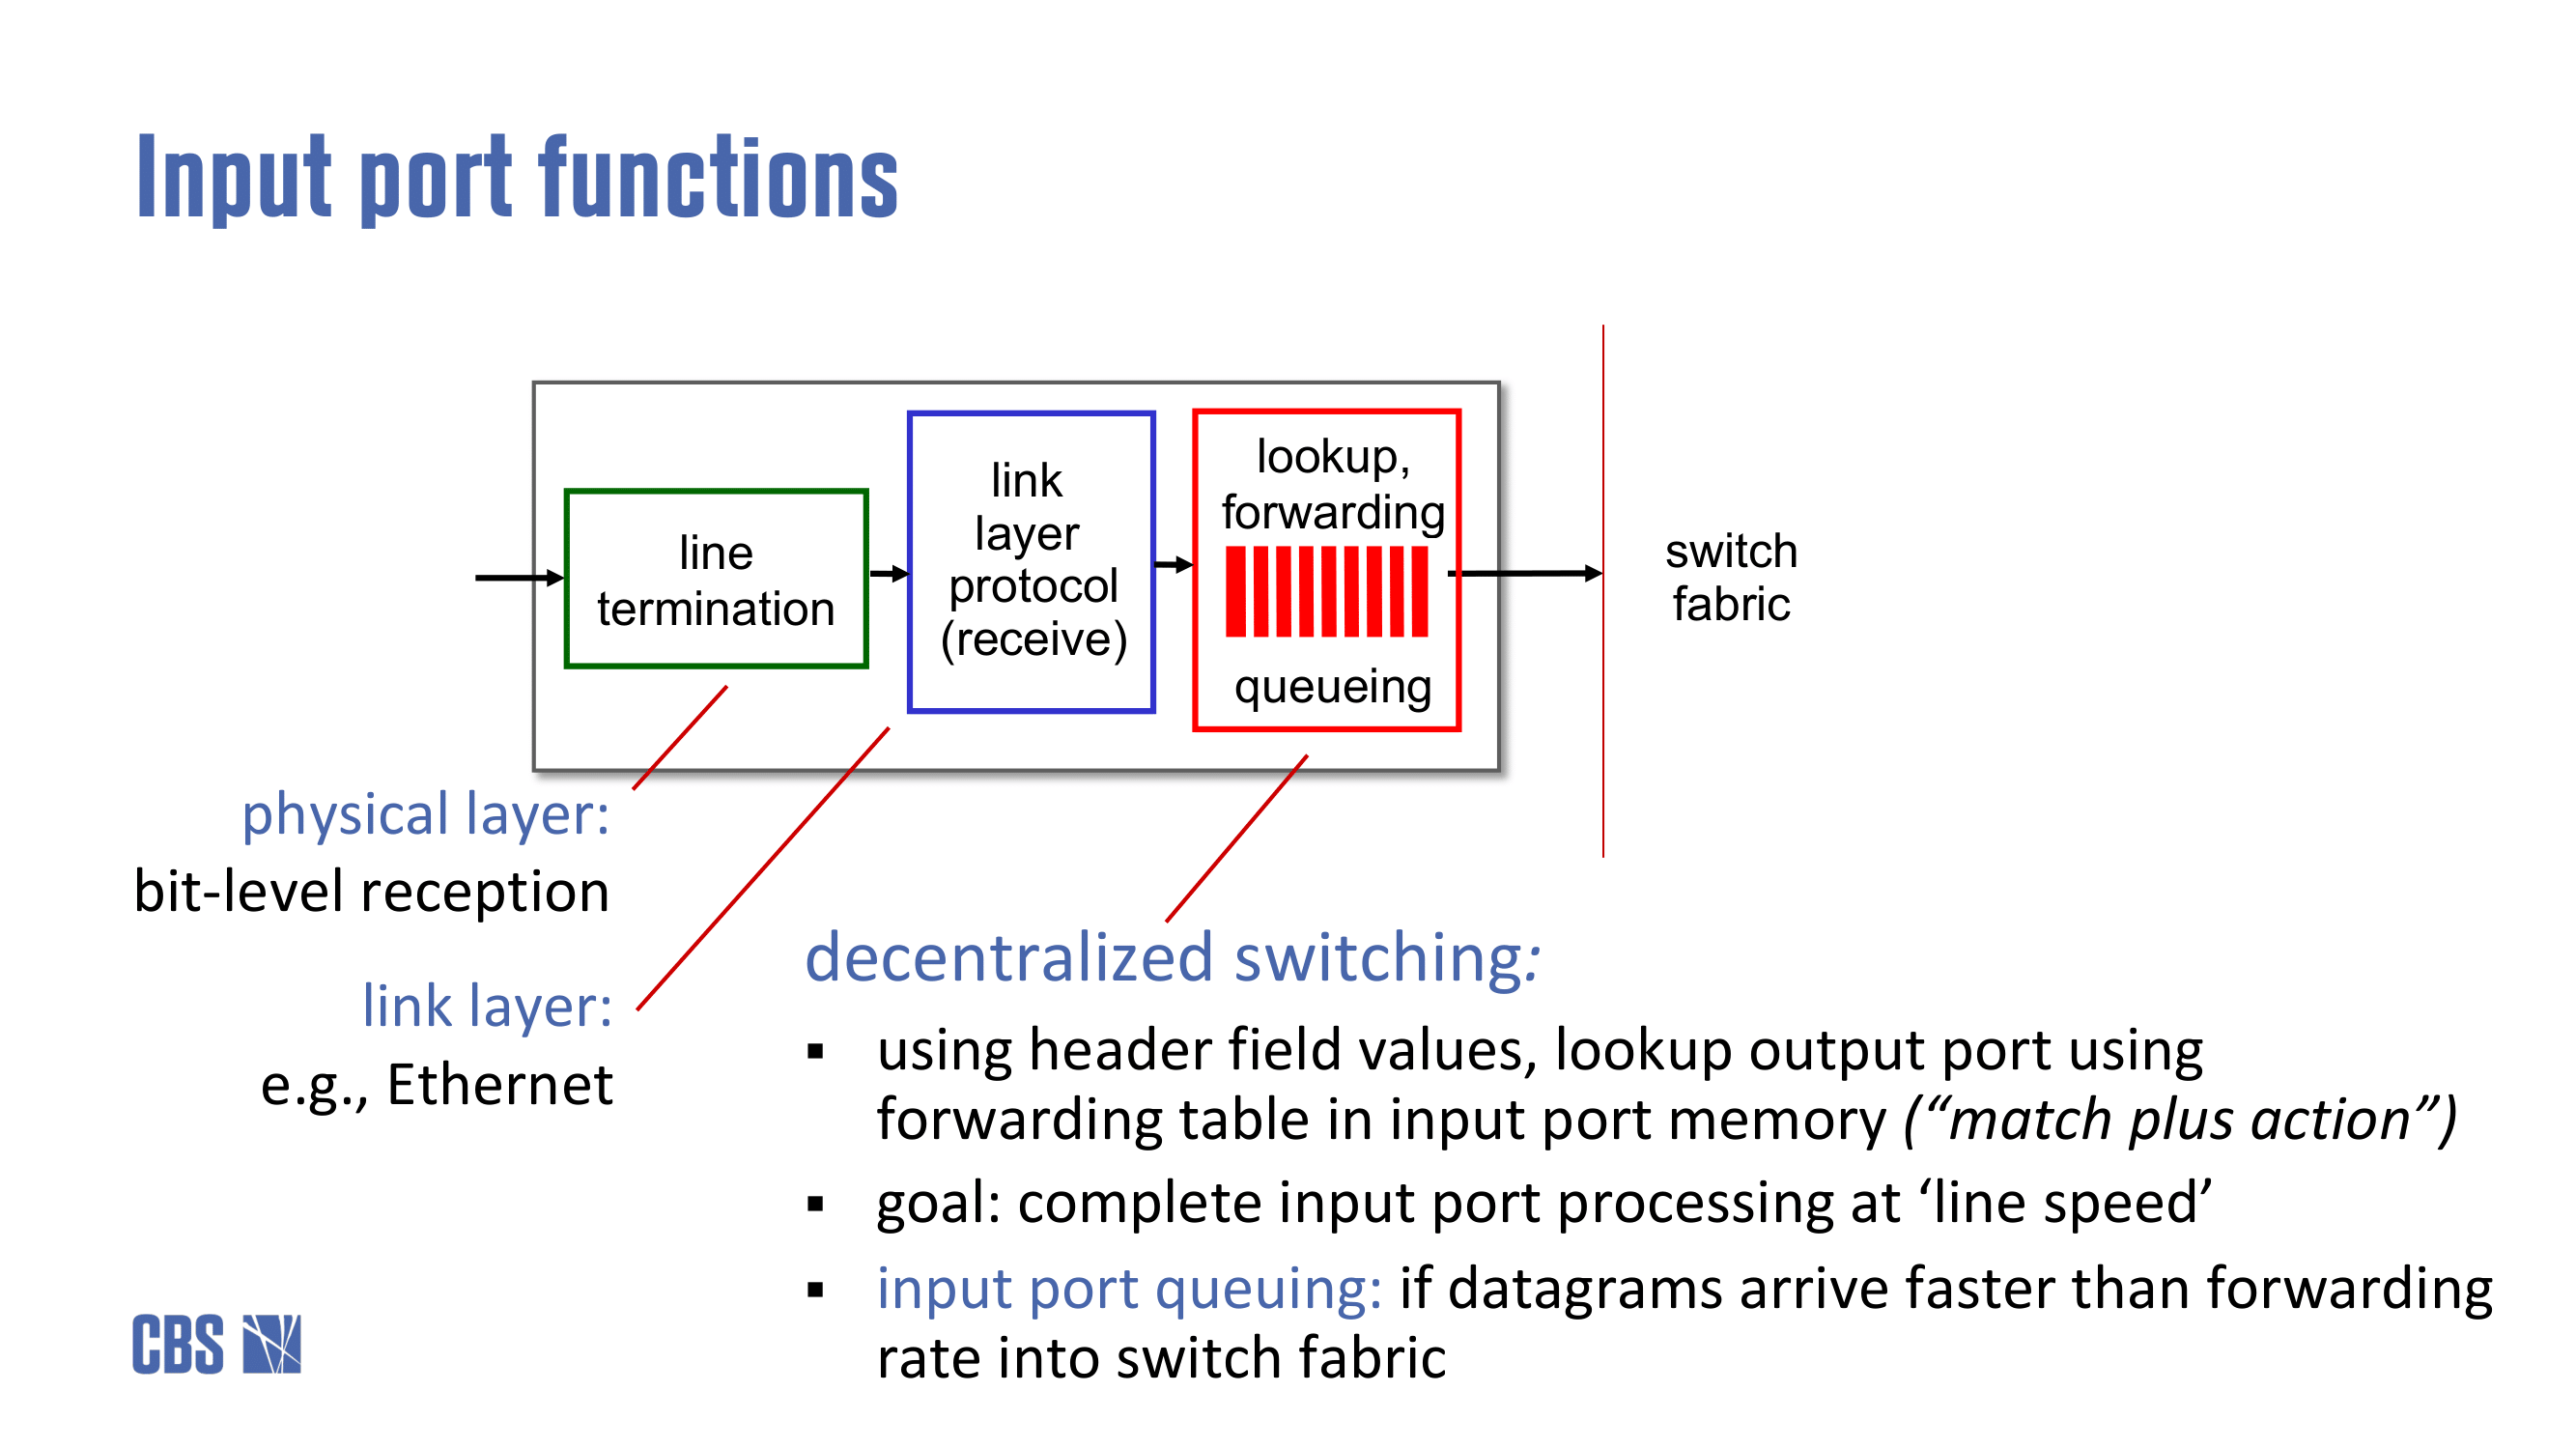 Input port functions
line
termination
link
layer
protocol
(receive)
lookup,
forwarding
queueing
switch
fabric
physical layer:
bit-level reception
link layer:
e.g., Ethernet
decentralized switching:
▪ using header field values, lookup output port using
forwarding table in input port memory (“match plus action”)
▪ goal: complete input port processing at ‘line speed’
▪ input port queuing: if datagrams arrive faster than forwarding
rate into switch fabric
CBS